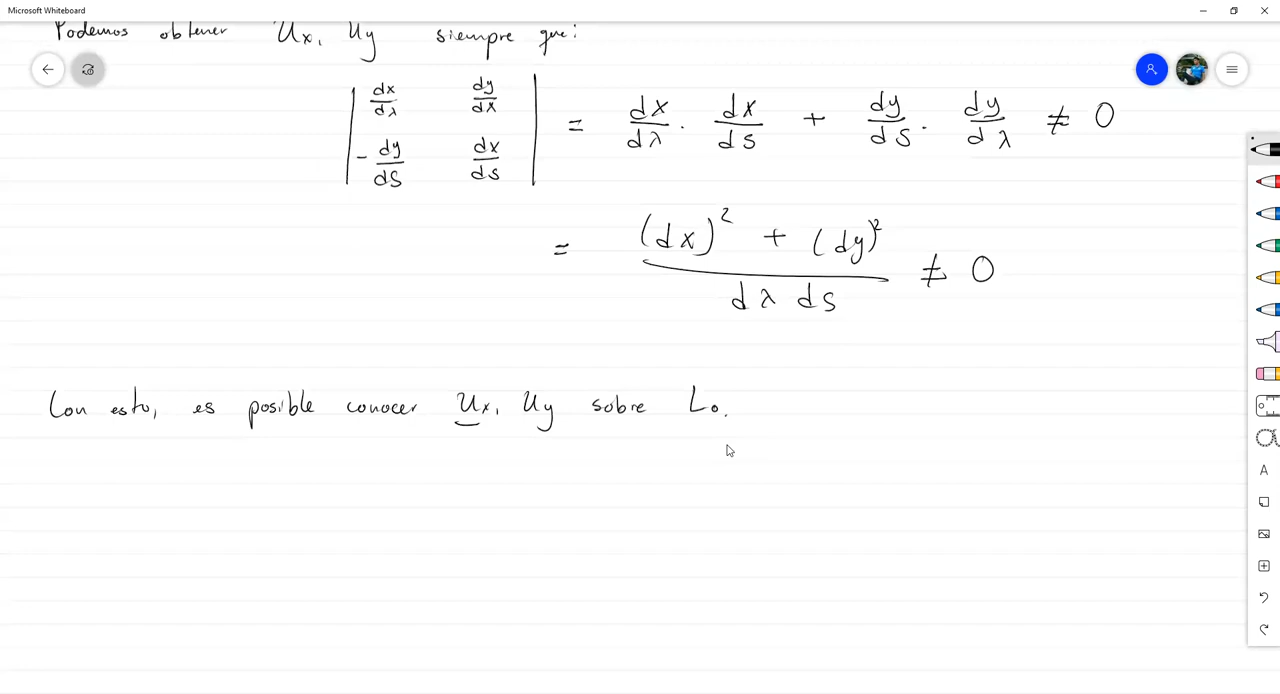 Microsoft Whiteboard
Podemos obtener Ux, Uy siempre que:
| dx/dλ dy/dx | = dx/dλ · dx/ds + dy/ds · dy/dλ ≠ 0
| -dy/ds dx/ds |
= (dx)² + (dy)² / dλ ds ≠ 0
Con esto, es posible conocer Ux, Uy sobre L₀.
A